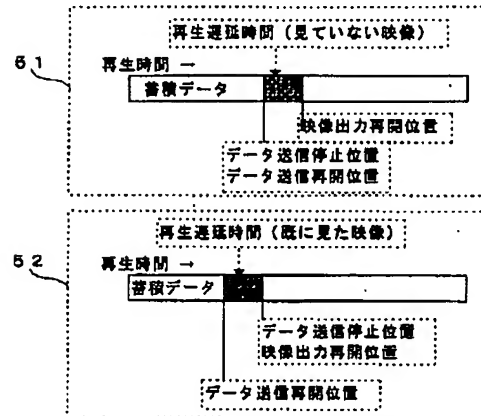 再生遅延時間（見ていない映像）
51
再生時間 →
蓄積データ
映像出力再開位置
データ送信停止位置
データ送信再開位置
再生遅延時間（既に見た映像）
52
再生時間 →
蓄積データ
データ送信停止位置
映像出力再開位置
データ送信再開位置